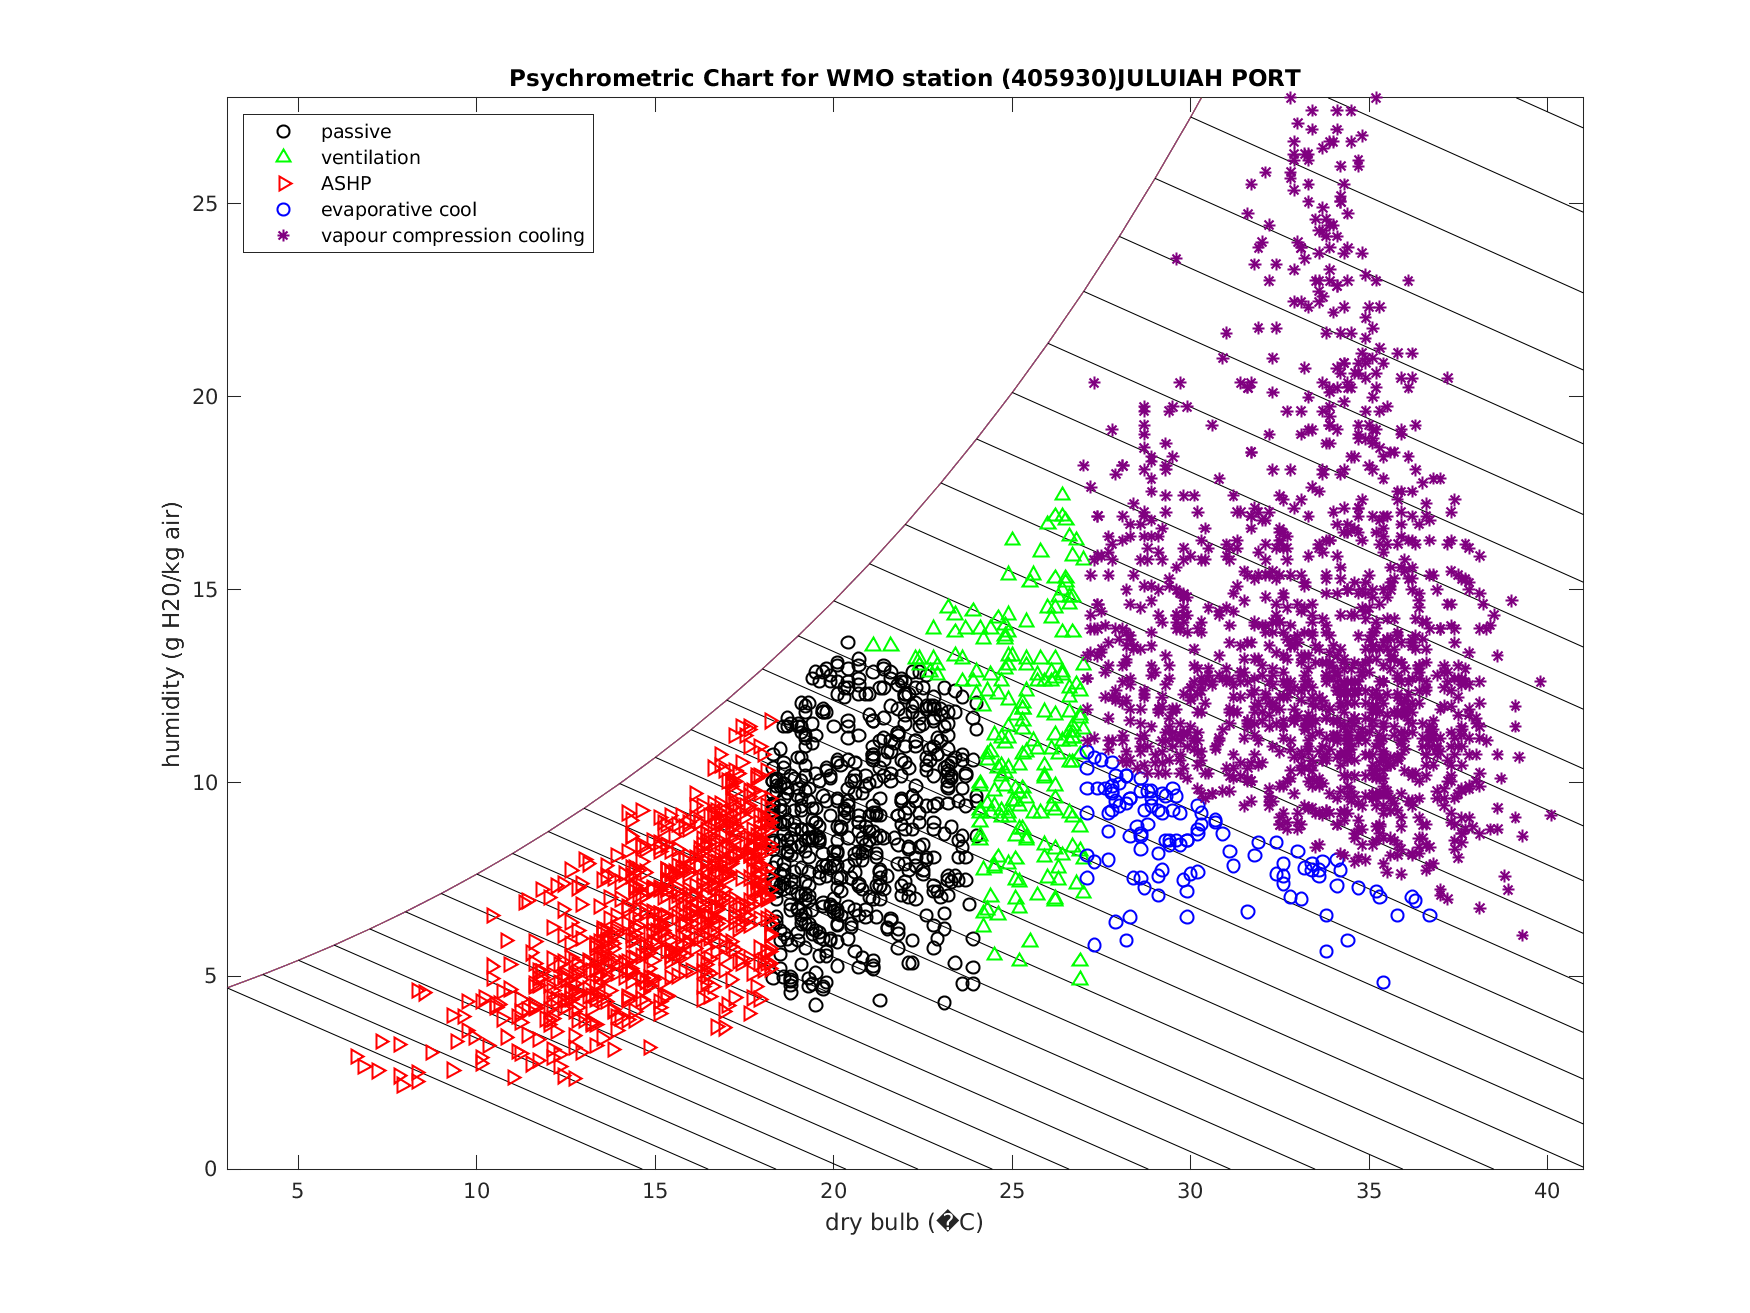 Psychrometric Chart for WMO station (405930)JULUIAH PORT
passive
ventilation
ASHP
evaporative cool
vapour compression cooling
humidity (g H20/kg air)
25
20
15
10
5
0
5 10 15 20 25 30 35 40
dry bulb (�C)